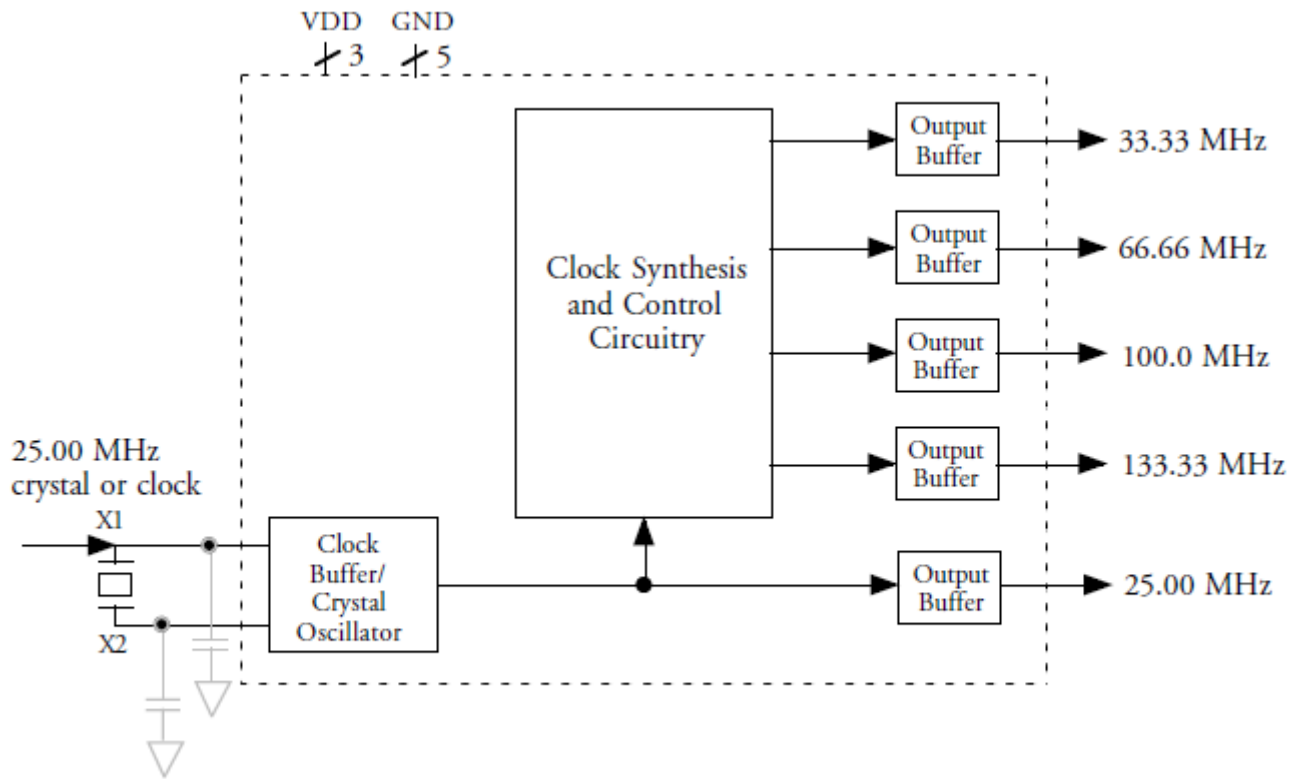 VDD GND
3 5
Output
Buffer
33.33 MHz
Output
Buffer
66.66 MHz
Clock Synthesis
and Control
Circuitry
Output
Buffer
100.0 MHz
Output
Buffer
133.33 MHz
25.00 MHz
crystal or clock
X1
X2
Clock
Buffer/
Crystal
Oscillator
Output
Buffer
25.00 MHz